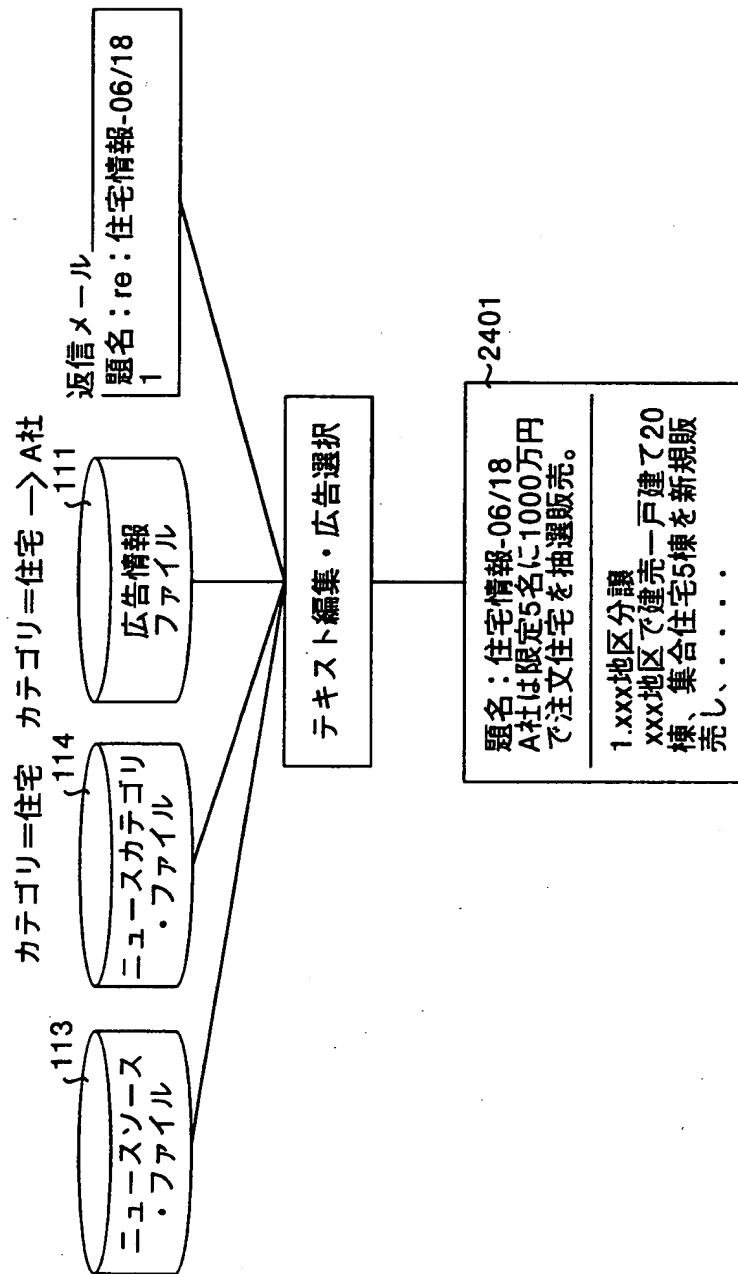 カテゴリ=住宅
カテゴリ=住宅 —> A社
113
ニュースソース
・ファイル
114
ニュースカテゴリ
・ファイル
111
広告情報
ファイル
返信メール
題名:re:住宅情報-06/18
1
テキスト編集・広告選択
2401
題名:住宅情報-06/18
A社は限定5名に1000万円
で注文住宅を抽選販売。
1.xxx地区分譲
xxx地区で建売一戸建て20
棟、集合住宅5棟を新規販
売し、・・・・・